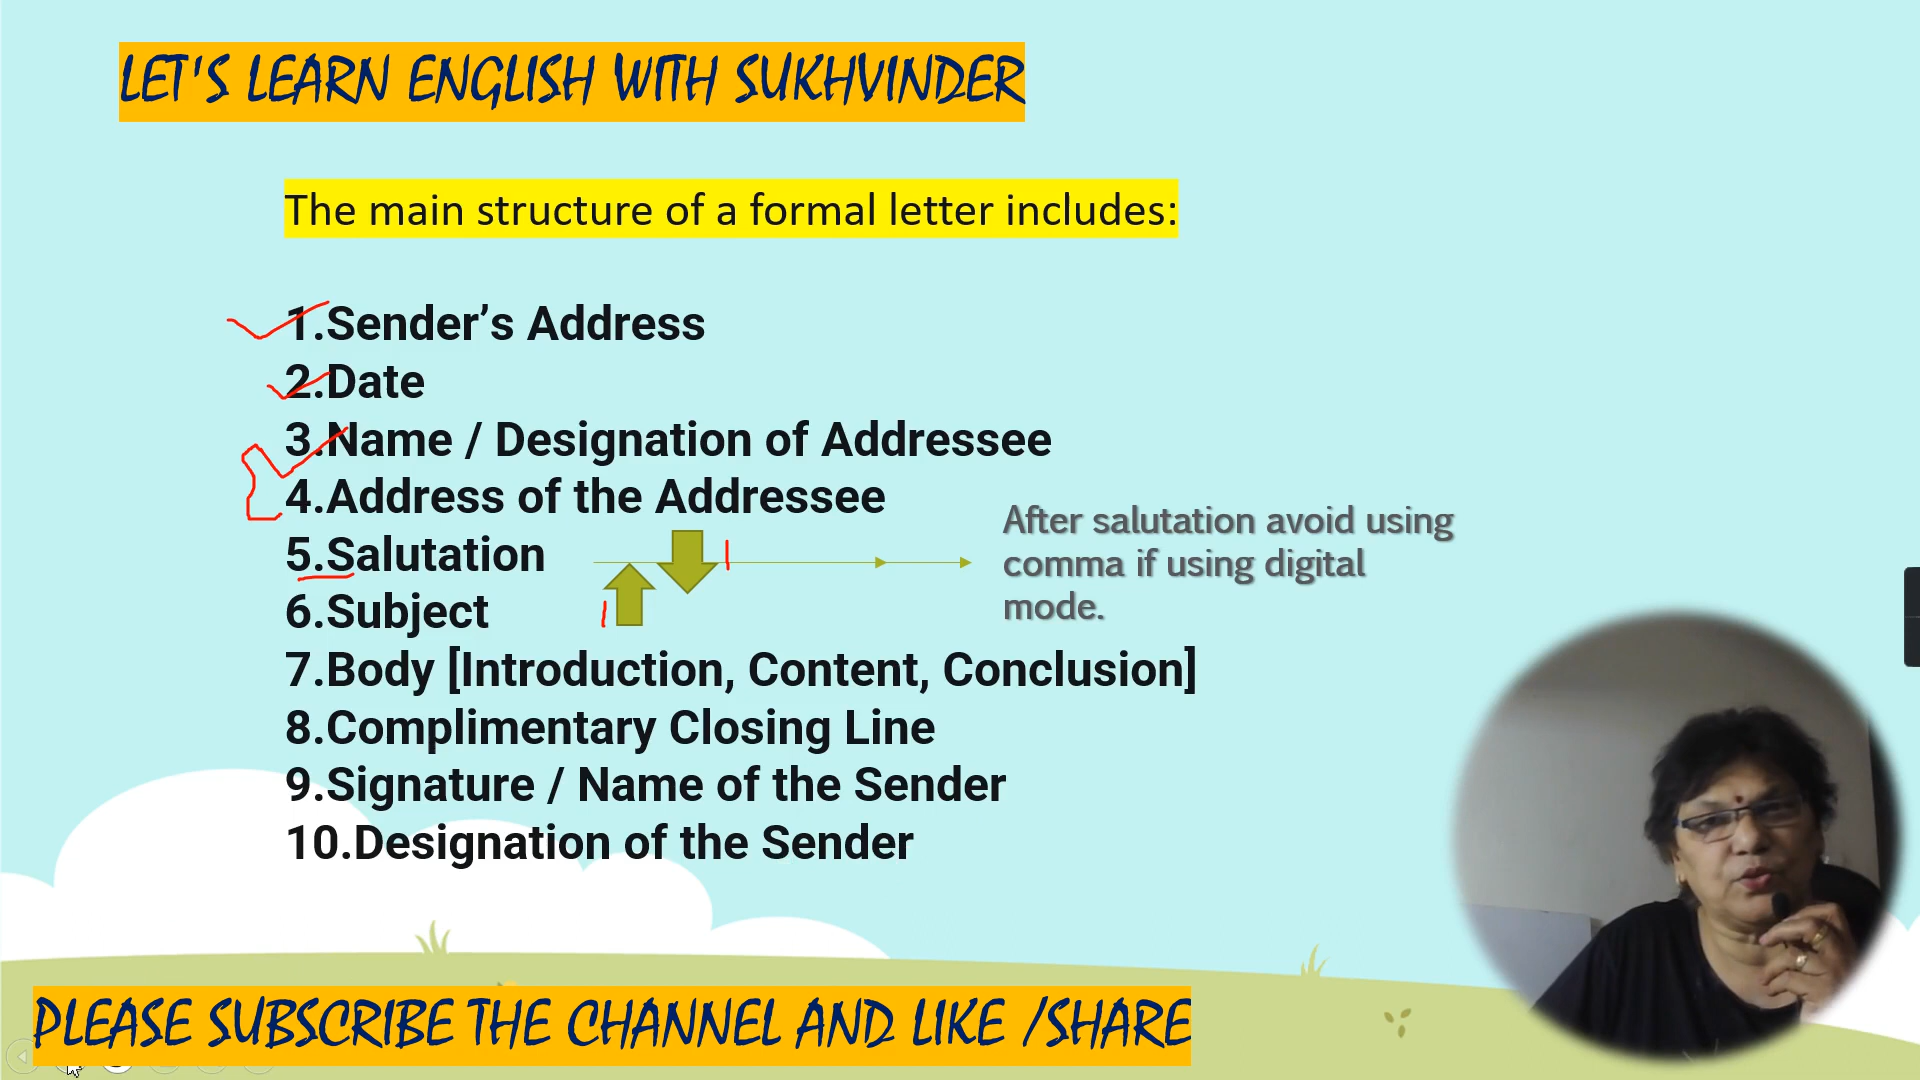 LET'S LEARN ENGLISH WITH SUKHVINDER
The main structure of a formal letter includes:
1.Sender’s Address
2.Date
3.Name / Designation of Addressee
4.Address of the Addressee
5.Salutation
After salutation avoid using
comma if using digital
mode.
6.Subject
7.Body [Introduction, Content, Conclusion]
8.Complimentary Closing Line
9.Signature / Name of the Sender
10.Designation of the Sender
PLEASE SUBSCRIBE THE CHANNEL AND LIKE /SHARE